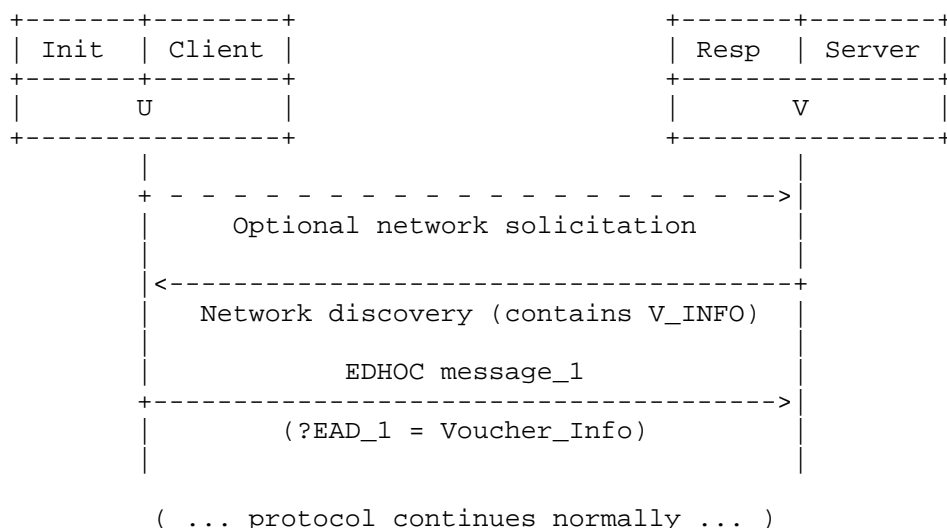 +-------+--------+                        +-------+--------+
| Init  | Client |                        | Resp  | Server |
+-------+--------+                        +----------------+
|       U        |                        |       V        |
+----------------+                        +----------------+
        |                                         |
        + - - - - - - - - - - - - - - - - - - - -->|
        |     Optional network solicitation       |
        |                                         |
        |<----------------------------------------+
        |   Network discovery (contains V_INFO)   |
        |                                         |
        |            EDHOC message_1              |
        +---------------------------------------->|
        |        (?EAD_1 = Voucher_Info)          |
        |                                         |
( ... protocol continues normally ... )